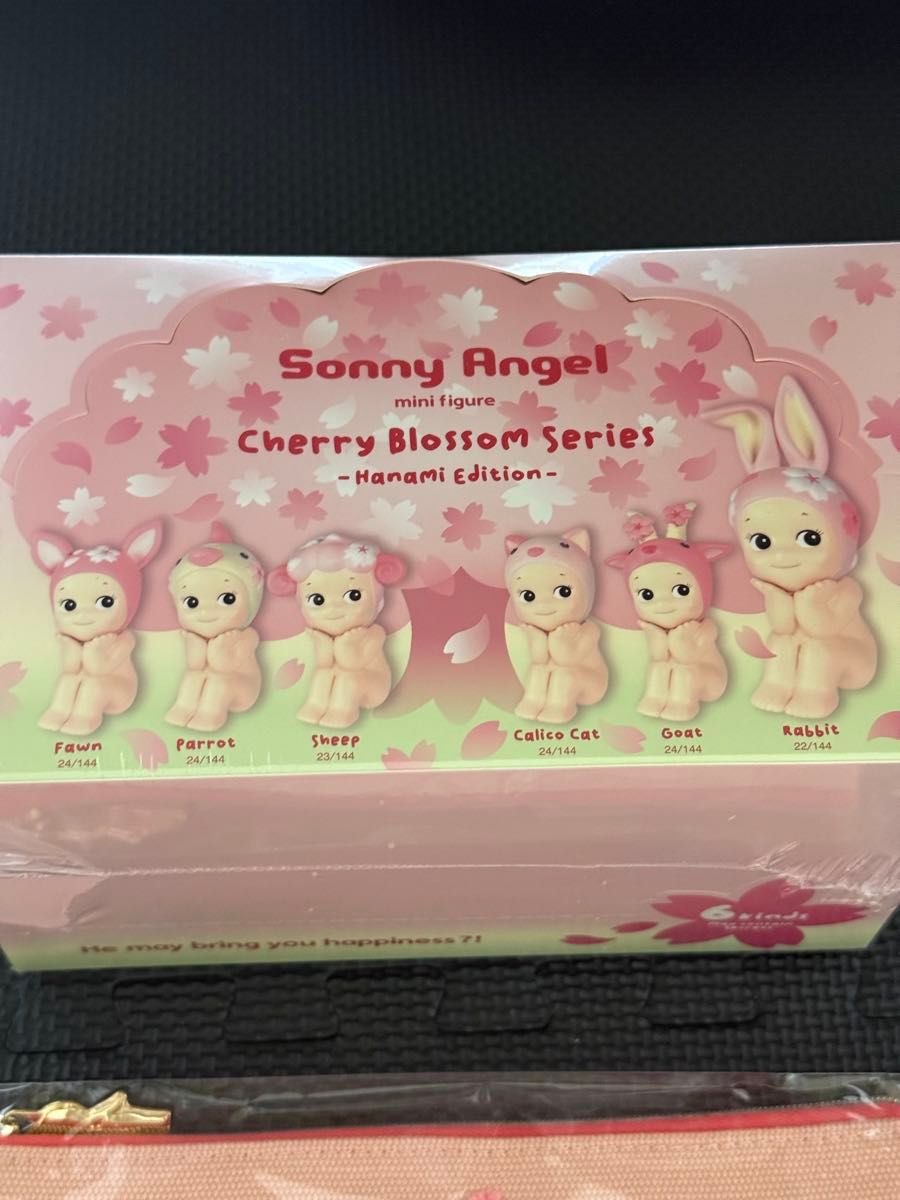 Sonny Angel
mini figure
Cherry Blossom Series
-Hanami Edition-
Fawn
24/144
Parrot
24/144
Sheep
23/144
Calico Cat
24/144
Goat
24/144
Rabbit
22/144
He may bring you happiness?!
6 kinds